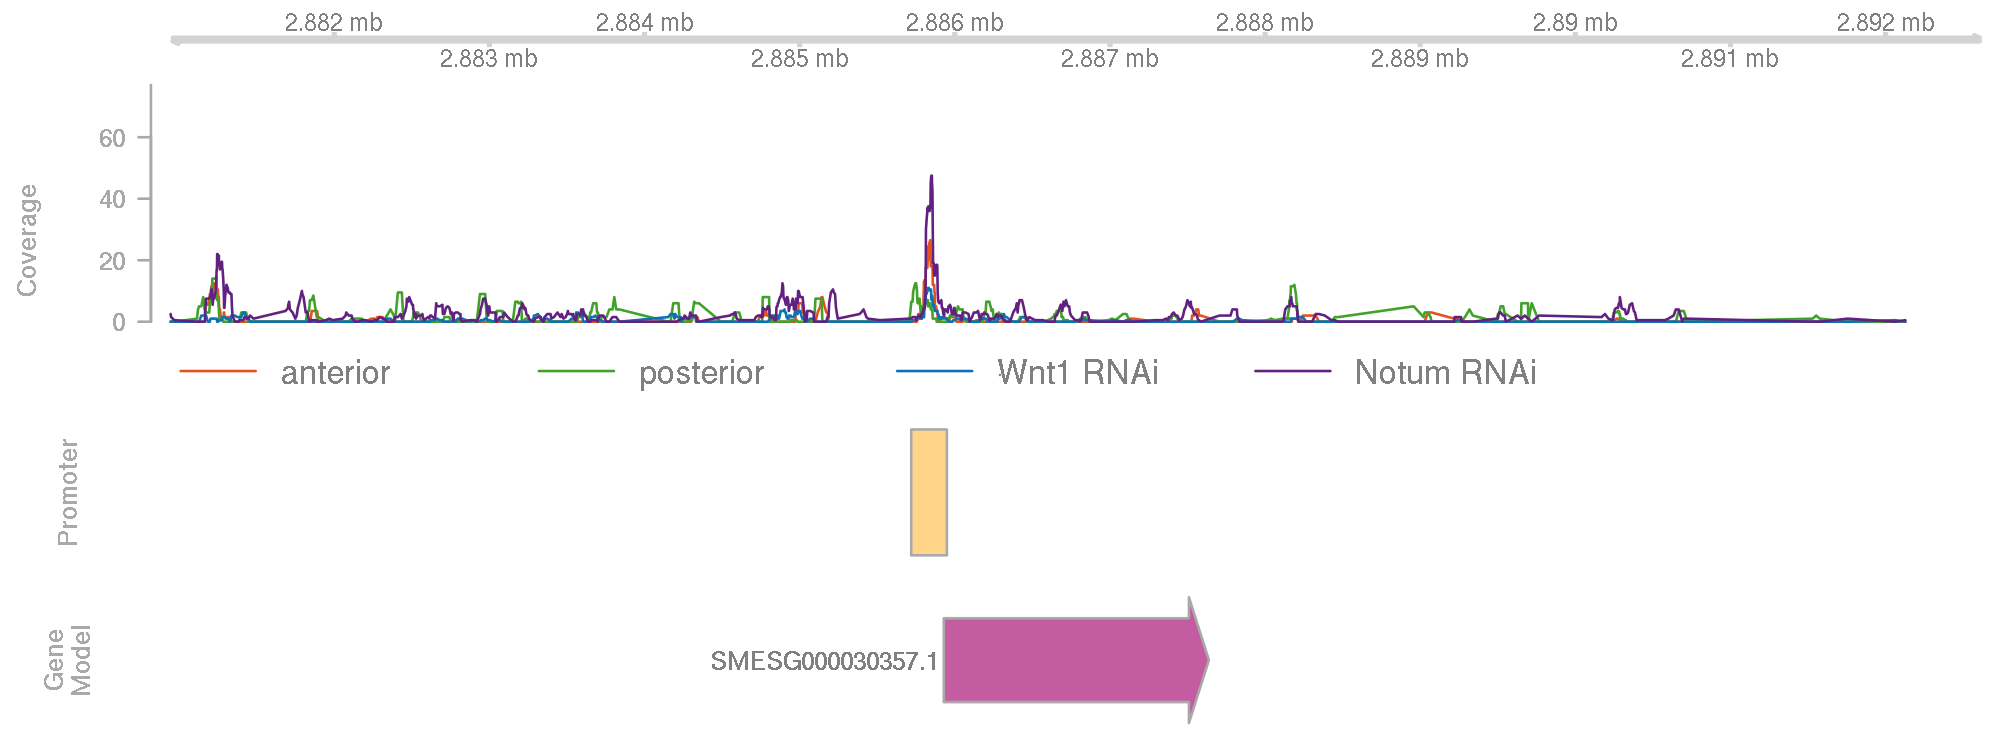 2.882 mb 2.884 mb 2.886 mb 2.888 mb 2.89 mb 2.892 mb
2.883 mb 2.885 mb 2.887 mb 2.889 mb 2.891 mb
Coverage
60
40
20
0
anterior posterior Wnt1 RNAi Notum RNAi
Promoter
Gene
Model
SMESG000030357.1